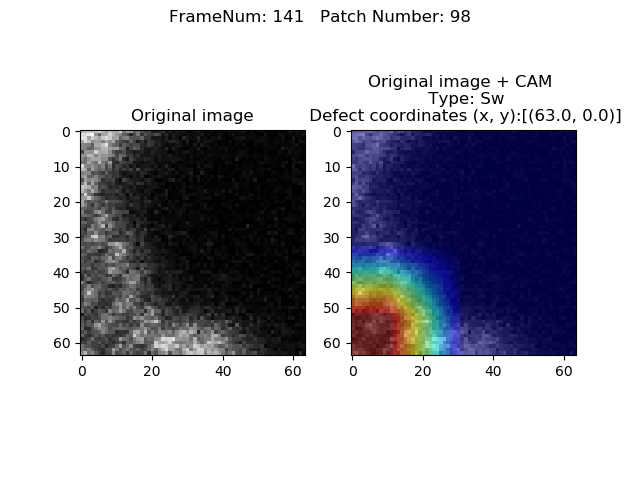 FrameNum: 141   Patch Number: 98
Original image
Original image + CAM
Type: Sw
Defect coordinates (x, y):[(63.0, 0.0)]
0
10
20
30
40
50
60
0 20 40 60
0
10
20
30
40
50
60
0 20 40 60